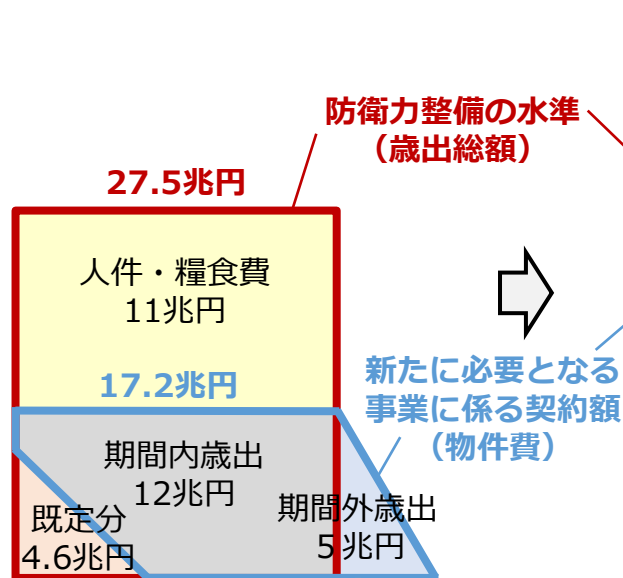 防衛力整備の水準
（歳出総額）
27.5兆円
人件・糧食費
11兆円
17.2兆円
新たに必要となる
事業に係る契約額
（物件費）
期間内歳出
12兆円
期間外歳出
5兆円
既定分
4.6兆円